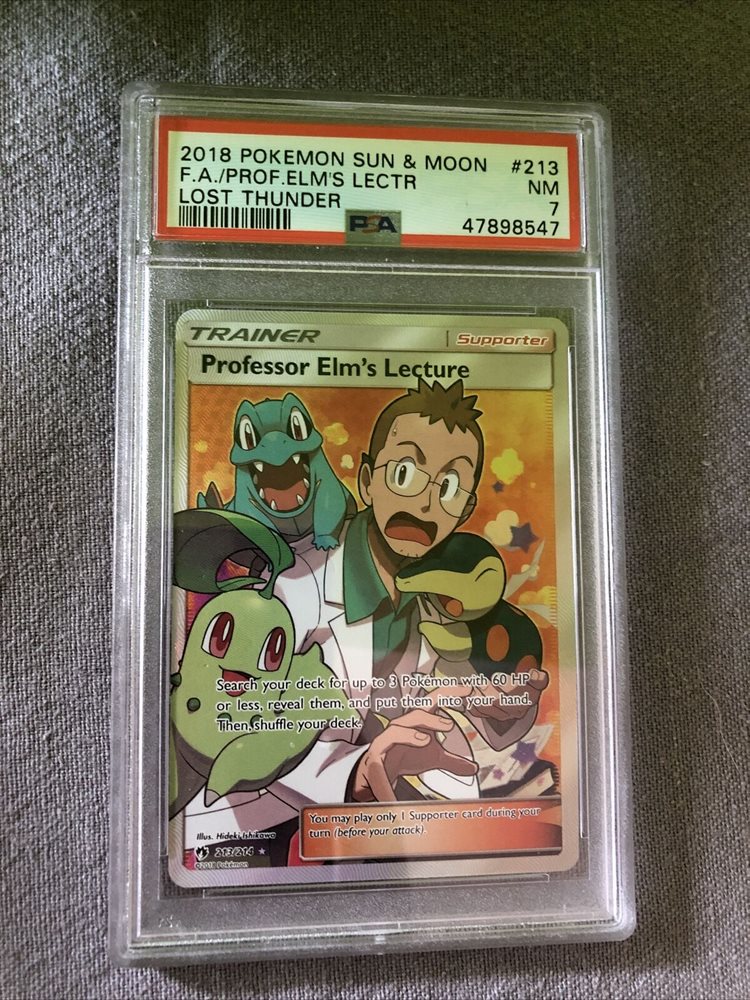 2018 POKEMON SUN & MOON #213
F.A./PROF.ELM'S LECTR NM
LOST THUNDER 7
PSA 47898547
TRAINER Supporter
Professor Elm's Lecture
Search your deck for up to 3 Pokémon with 60 HP
or less, reveal them, and put them into your hand.
Then, shuffle your deck.
You may play only 1 Supporter card during your
turn (before your attack).
Illus. Hideki Ishikawa
213/214
©2018 Pokémon